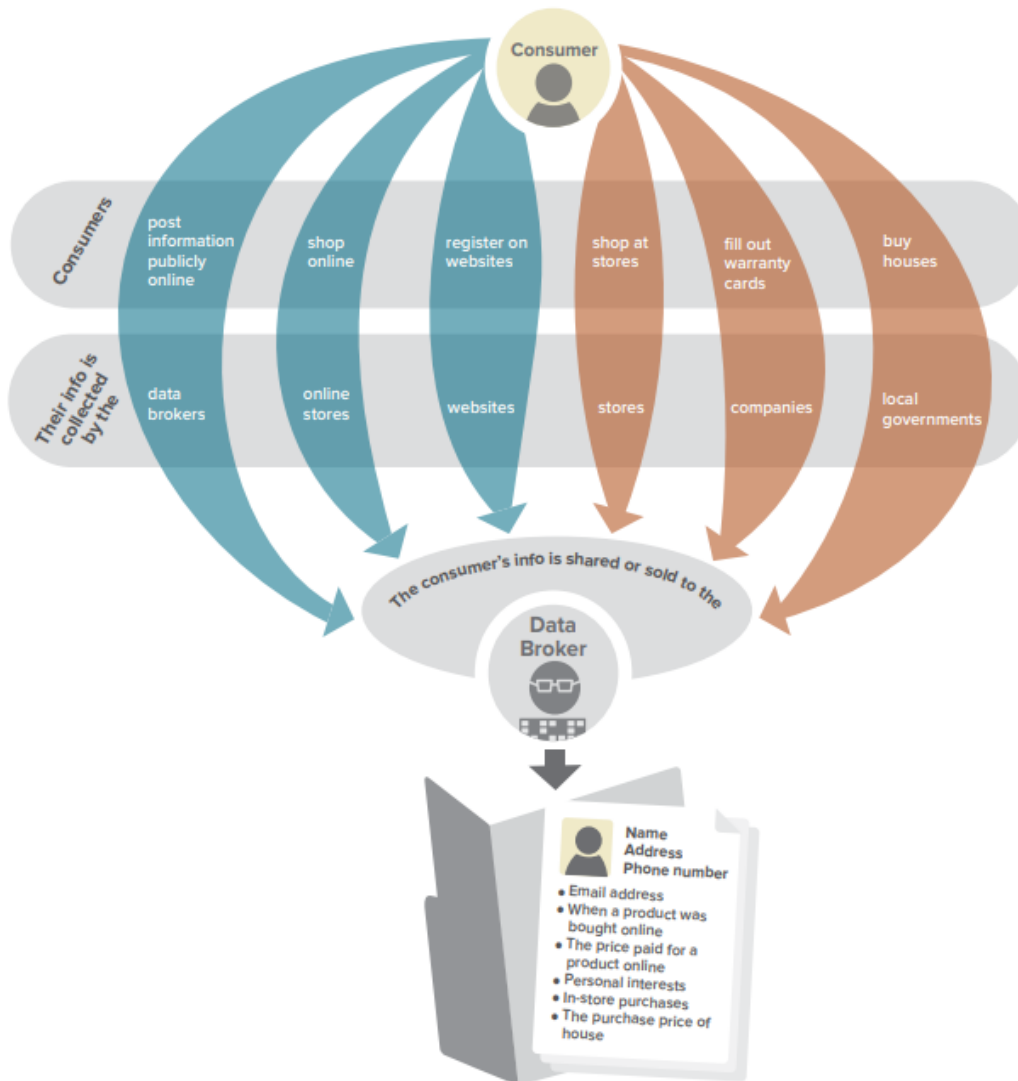 Consumer
Consumers
post
information
publicly
online
shop
online
register on
websites
shop at
stores
fill out
warranty
cards
buy
houses
Their info is
collected
by the
data
brokers
online
stores
websites
stores
companies
local
governments
The consumer's info is shared or sold to the
Data
Broker
Name
Address
Phone number
• Email address
• When a product was
bought online
• The price paid for a
product online
• Personal interests
• In-store purchases
• The purchase price of
house